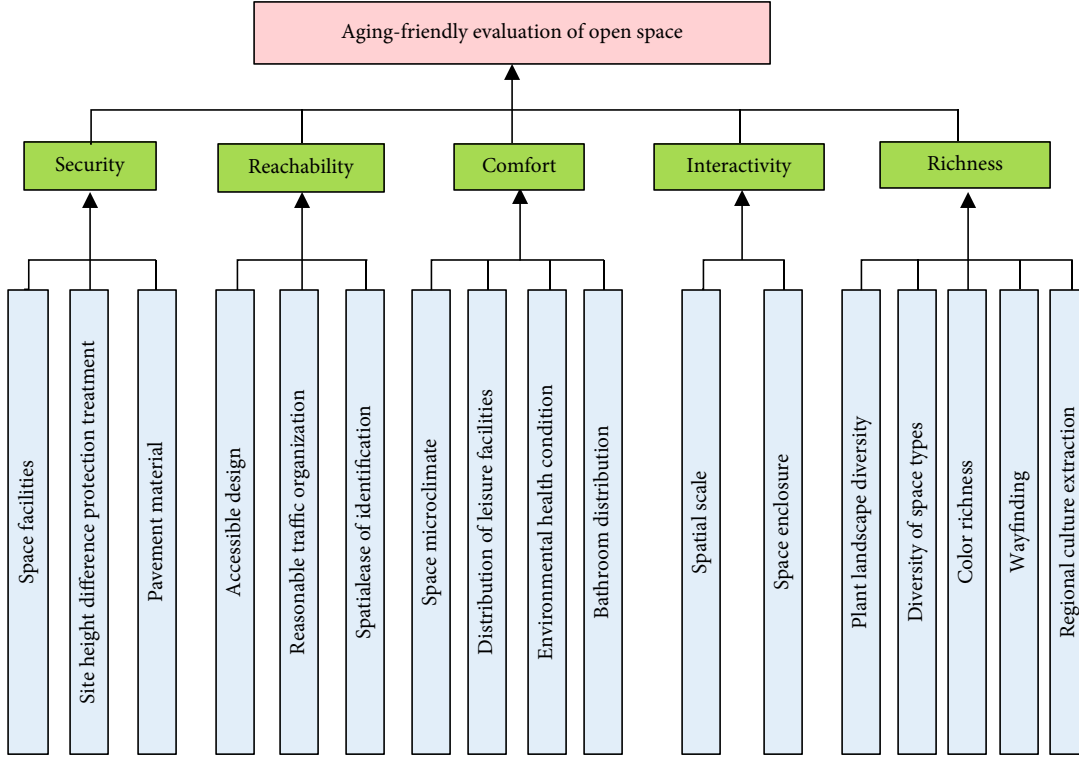 Aging-friendly evaluation of open space
Security
Reachability
Comfort
Interactivity
Richness
Space facilities
Site height difference protection treatment
Pavement material
Accessible design
Reasonable traffic organization
Spatialease of identification
Space microclimate
Distribution of leisure facilities
Environmental health condition
Bathroom distribution
Spatial scale
Space enclosure
Plant landscape diversity
Diversity of space types
Color richness
Wayfinding
Regional culture extraction